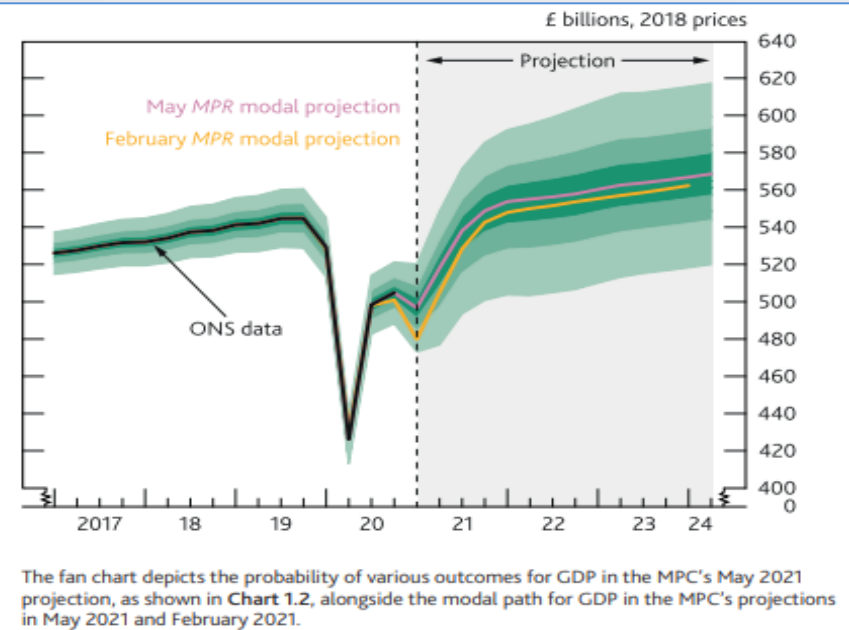 £ billions, 2018 prices
640
Projection
620
May MPR modal projection
600
February MPR modal projection
580
560
540
520
500
ONS data
480
460
440
420
400
0
2017 18 19 20 21 22 23 24
The fan chart depicts the probability of various outcomes for GDP in the MPC's May 2021
projection, as shown in Chart 1.2, alongside the modal path for GDP in the MPC's projections
in May 2021 and February 2021.